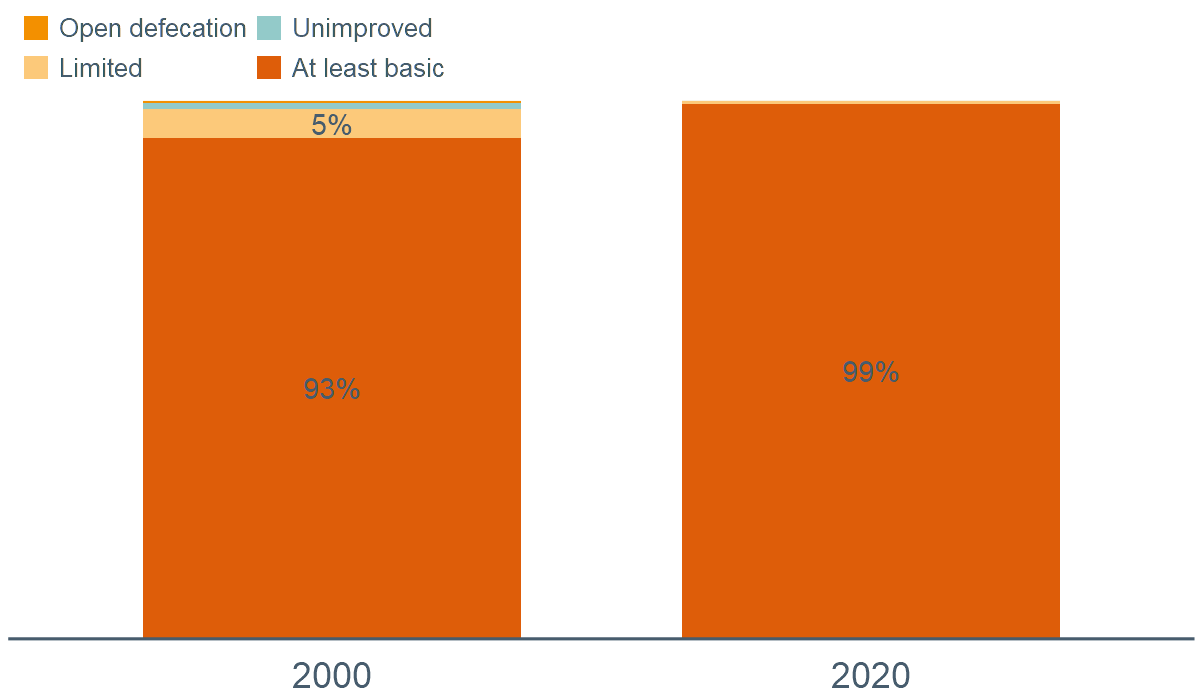 Open defecation Unimproved
Limited At least basic
5%
93%
99%
2000 2020